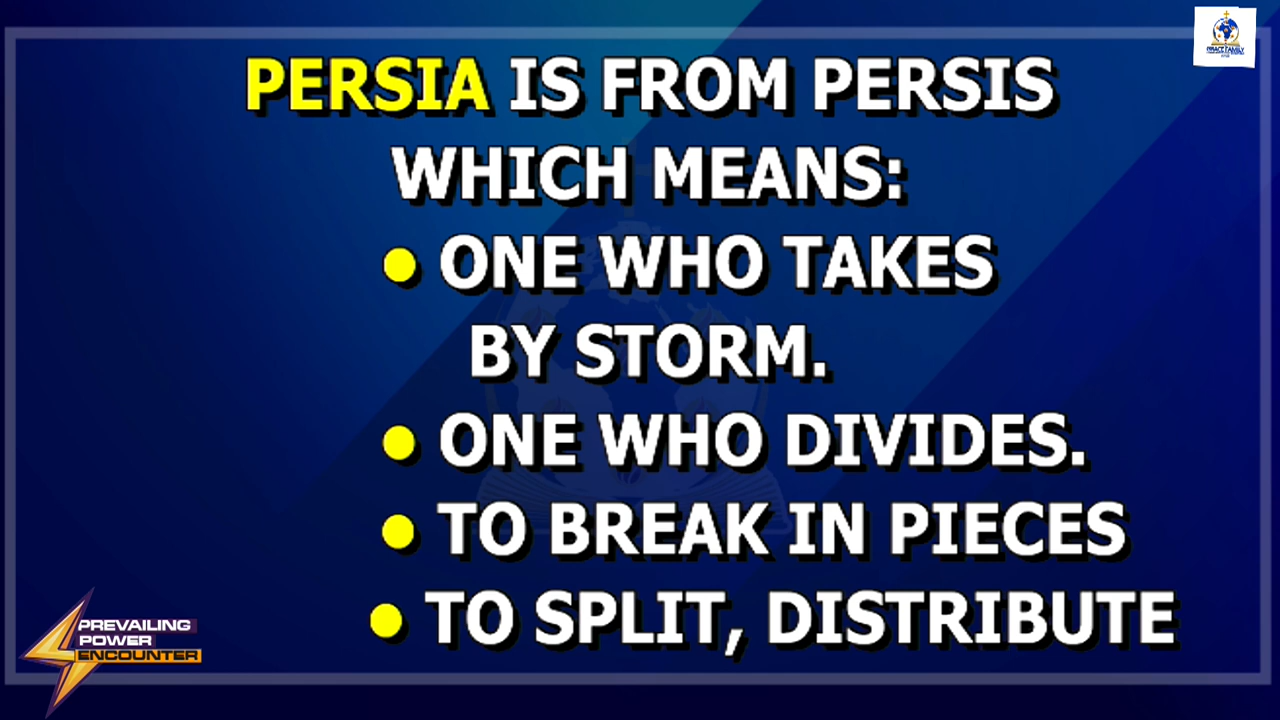 PERSIA IS FROM PERSIS
WHICH MEANS:
• ONE WHO TAKES
BY STORM.
• ONE WHO DIVIDES.
• TO BREAK IN PIECES
• TO SPLIT, DISTRIBUTE
PREVAILING
POWER
ENCOUNTER